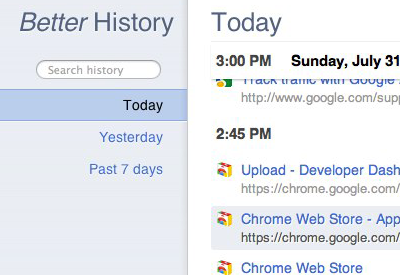 Better History
Search history
Today
Yesterday
Past 7 days
Today
3:00 PM Sunday, July 31
Track traffic with Google
http://www.google.com/supp
2:45 PM
Upload - Developer Dash
https://chrome.google.com/
Chrome Web Store - App
https://chrome.google.com/
Chrome Web Store